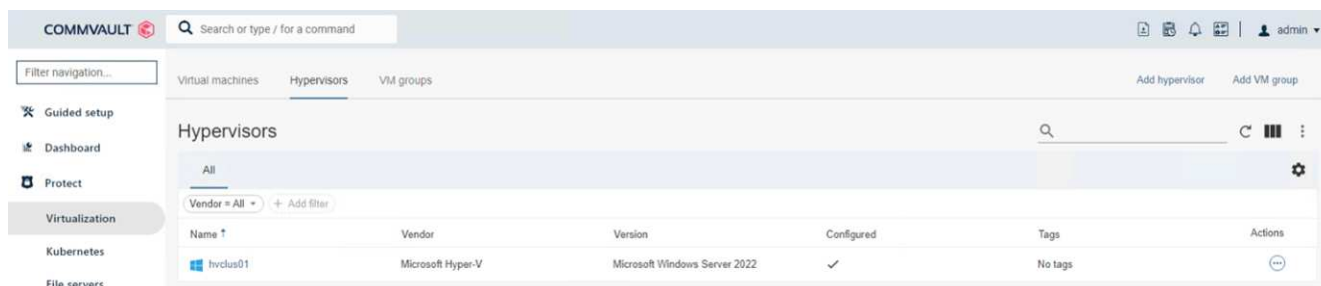 COMMVAULT Search or type / for a command admin
Filter navigation...
Virtual machines Hypervisors VM groups Add hypervisor Add VM group
Guided setup
Hypervisors
Dashboard
All
Protect
Vendor = All + Add filter
Virtualization
Name ↑ Vendor Version Configured Tags Actions
Kubernetes
hvclus01 Microsoft Hyper-V Microsoft Windows Server 2022 ✓ No tags
File servers